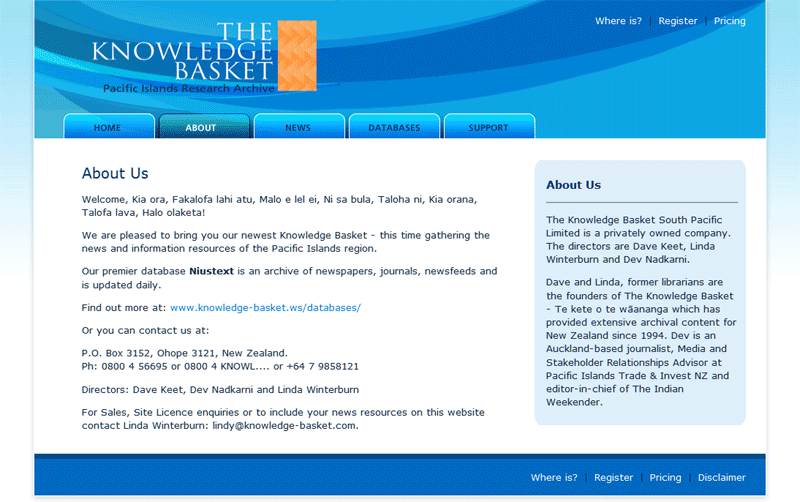 THE
KNOWLEDGE
BASKET
Pacific Islands Research Archive
Where is? | Register | Pricing
HOME
ABOUT
NEWS
DATABASES
SUPPORT
About Us
Welcome, Kia ora, Fakalofa lahi atu, Malo e lel ei, Ni sa bula, Taloha ni, Kia orana,
Talofa lava, Halo olaketa!
We are pleased to bring you our newest Knowledge Basket - this time gathering the
news and information resources of the Pacific Islands region.
Our premier database Niustext is an archive of newspapers, journals, newsfeeds and
is updated daily.
Find out more at: www.knowledge-basket.ws/databases/
Or you can contact us at:
P.O. Box 3152, Ohope 3121, New Zealand.
Ph: 0800 4 56695 or 0800 4 KNOWL.... or +64 7 9858121
Directors: Dave Keet, Dev Nadkarni and Linda Winterburn
For Sales, Site Licence enquiries or to include your news resources on this website
contact Linda Winterburn: lindy@knowledge-basket.com.
About Us
The Knowledge Basket South Pacific
Limited is a privately owned company.
The directors are Dave Keet, Linda
Winterburn and Dev Nadkarni.
Dave and Linda, former librarians are
the founders of The Knowledge Basket
- Te kete o te wāananga which has
provided extensive archival content for
New Zealand since 1994. Dev is an
Auckland-based journalist, Media and
Stakeholder Relationships Advisor at
Pacific Islands Trade & Invest NZ and
editor-in-chief of The Indian
Weekender.
Where is? | Register | Pricing | Disclaimer